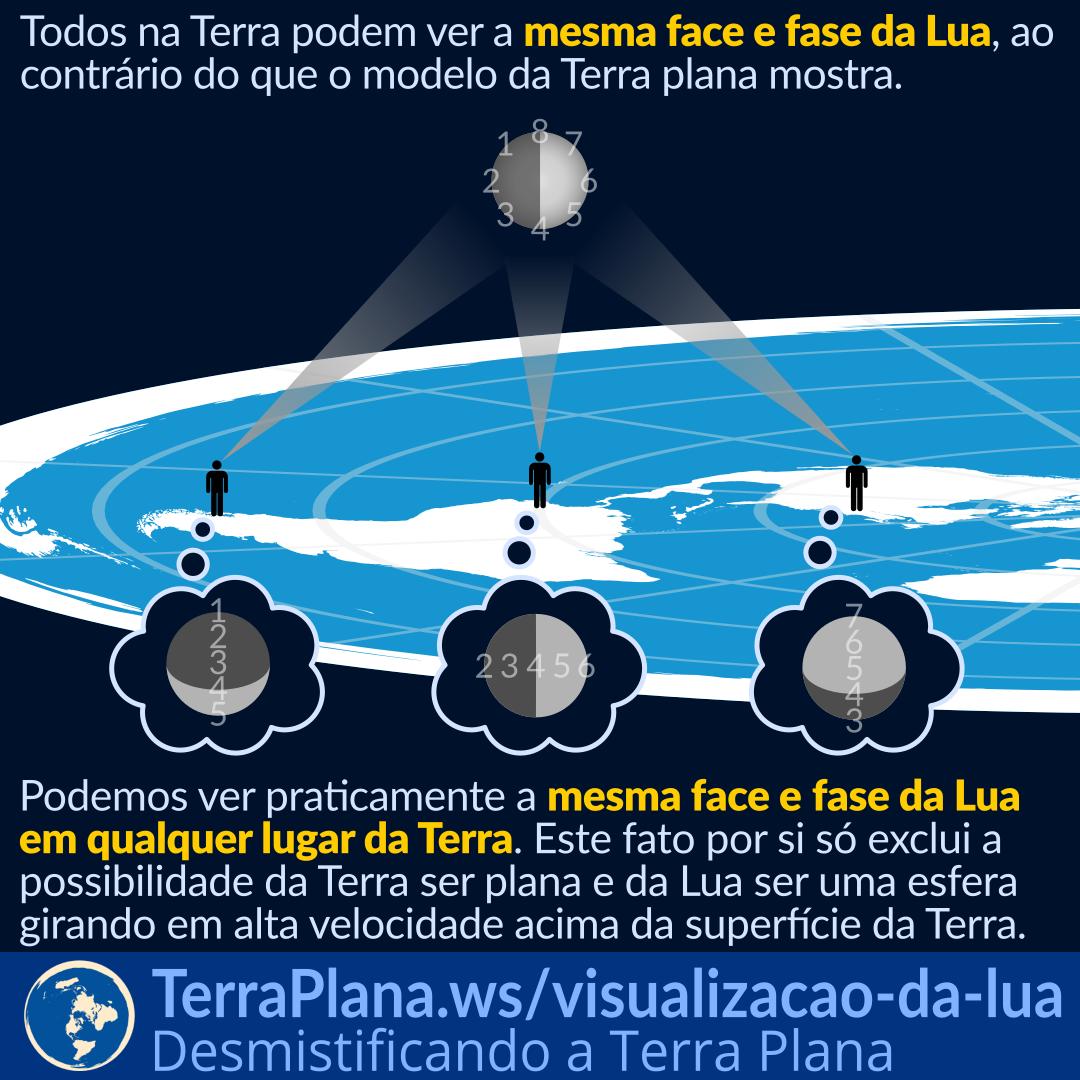 Todos na Terra podem ver a mesma face e fase da Lua, ao
contrário do que o modelo da Terra plana mostra.
8
1 7
2 6
3 5
4
1
2
3
4
5
2 3 4 5 6
7
6
5
4
3
Podemos ver praticamente a mesma face e fase da Lua
em qualquer lugar da Terra. Este fato por si só exclui a
possibilidade da Terra ser plana e da Lua ser uma esfera
girando em alta velocidade acima da superfície da Terra.
TerraPlana.ws/visualizacao-da-lua
Desmistificando a Terra Plana